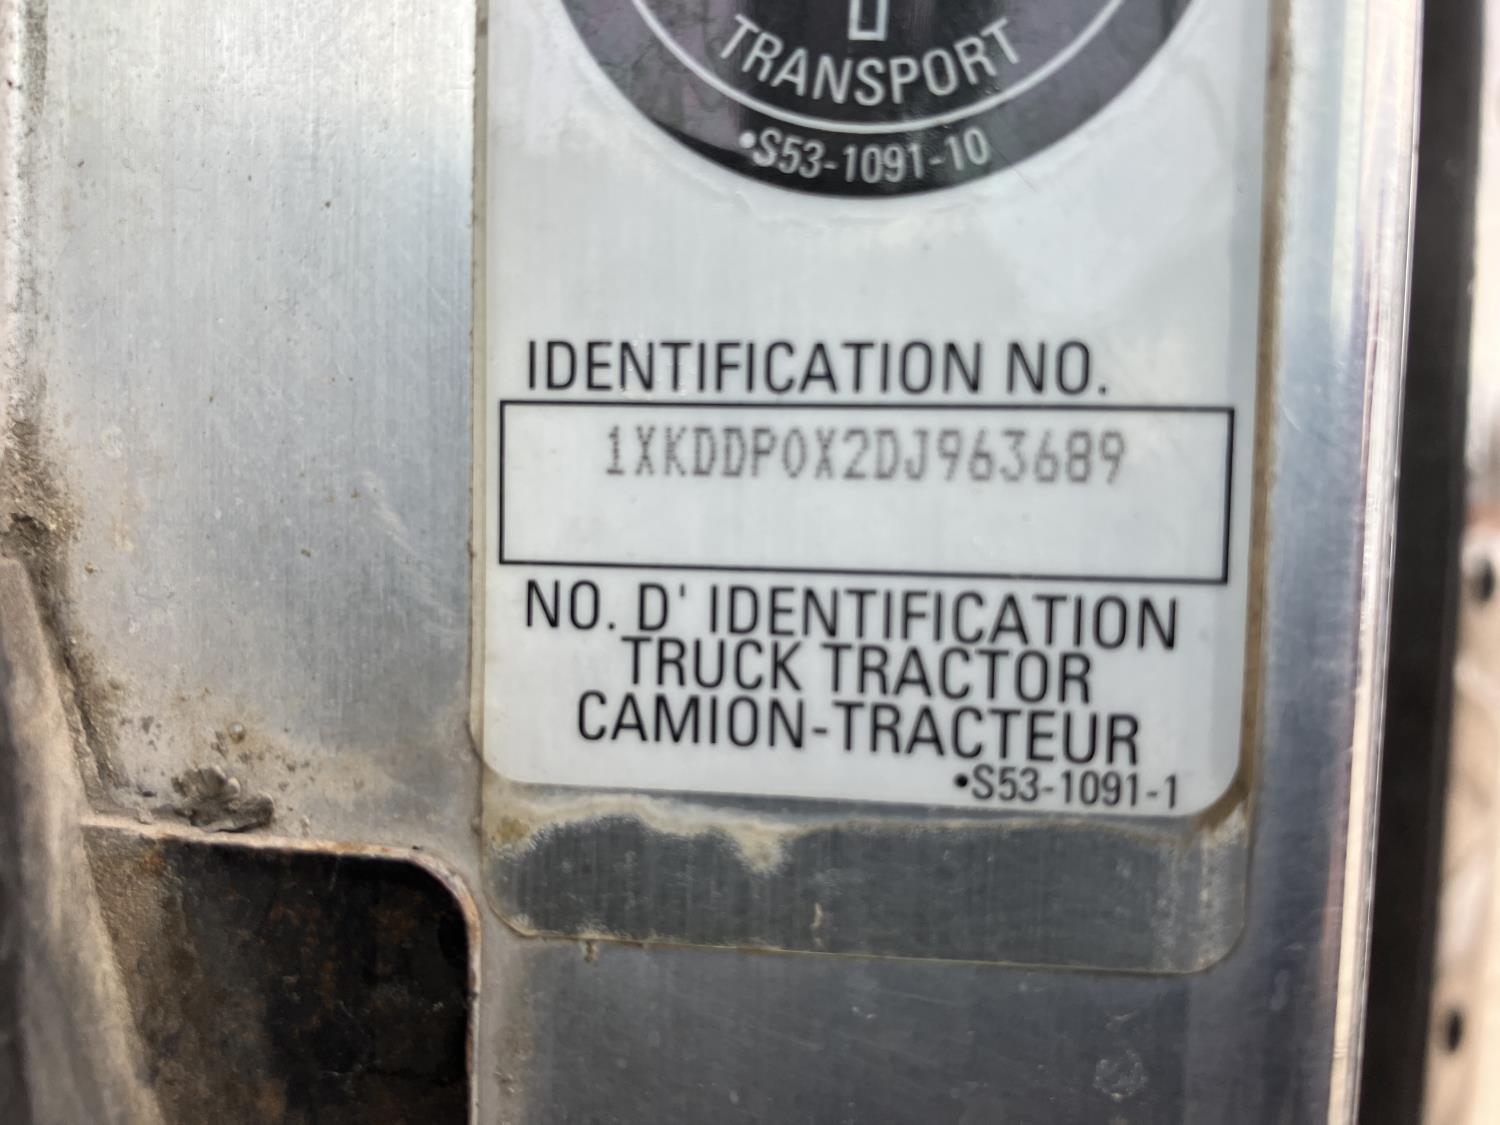 TRANSPORT
•S53-1091-10
IDENTIFICATION NO.
1XKDDP0X2DJ963689
NO. D' IDENTIFICATION
TRUCK TRACTOR
CAMION-TRACTEUR
•S53-1091-1